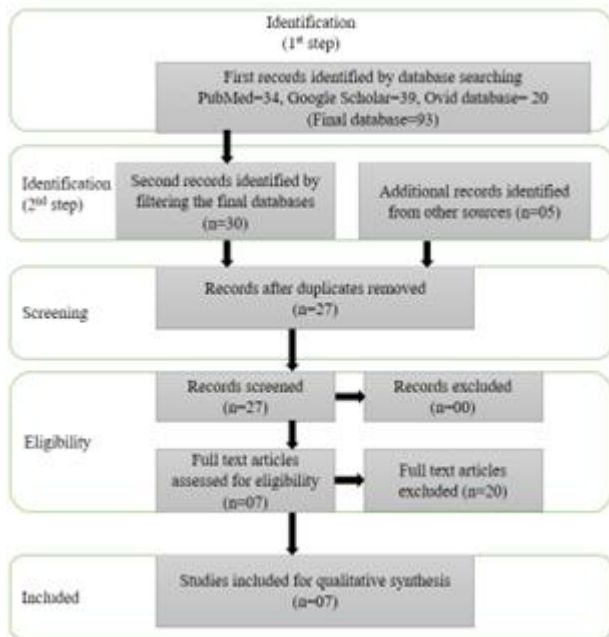 Identification
(1st step)
First records identified by database searching
PubMed=34, Google Scholar=39, Ovid database= 20
(Final database=93)
Identification
(2nd step)
Second records identified by
filtering the final databases
(n=30)
Additional records identified
from other sources (n=05)
Screening
Records after duplicates removed
(n=27)
Eligibility
Records screened
(n=27)
Records excluded
(n=00)
Full text articles
assessed for eligibility
(n=07)
Full text articles
excluded (n=20)
Included
Studies included for qualitative synthesis
(n=07)